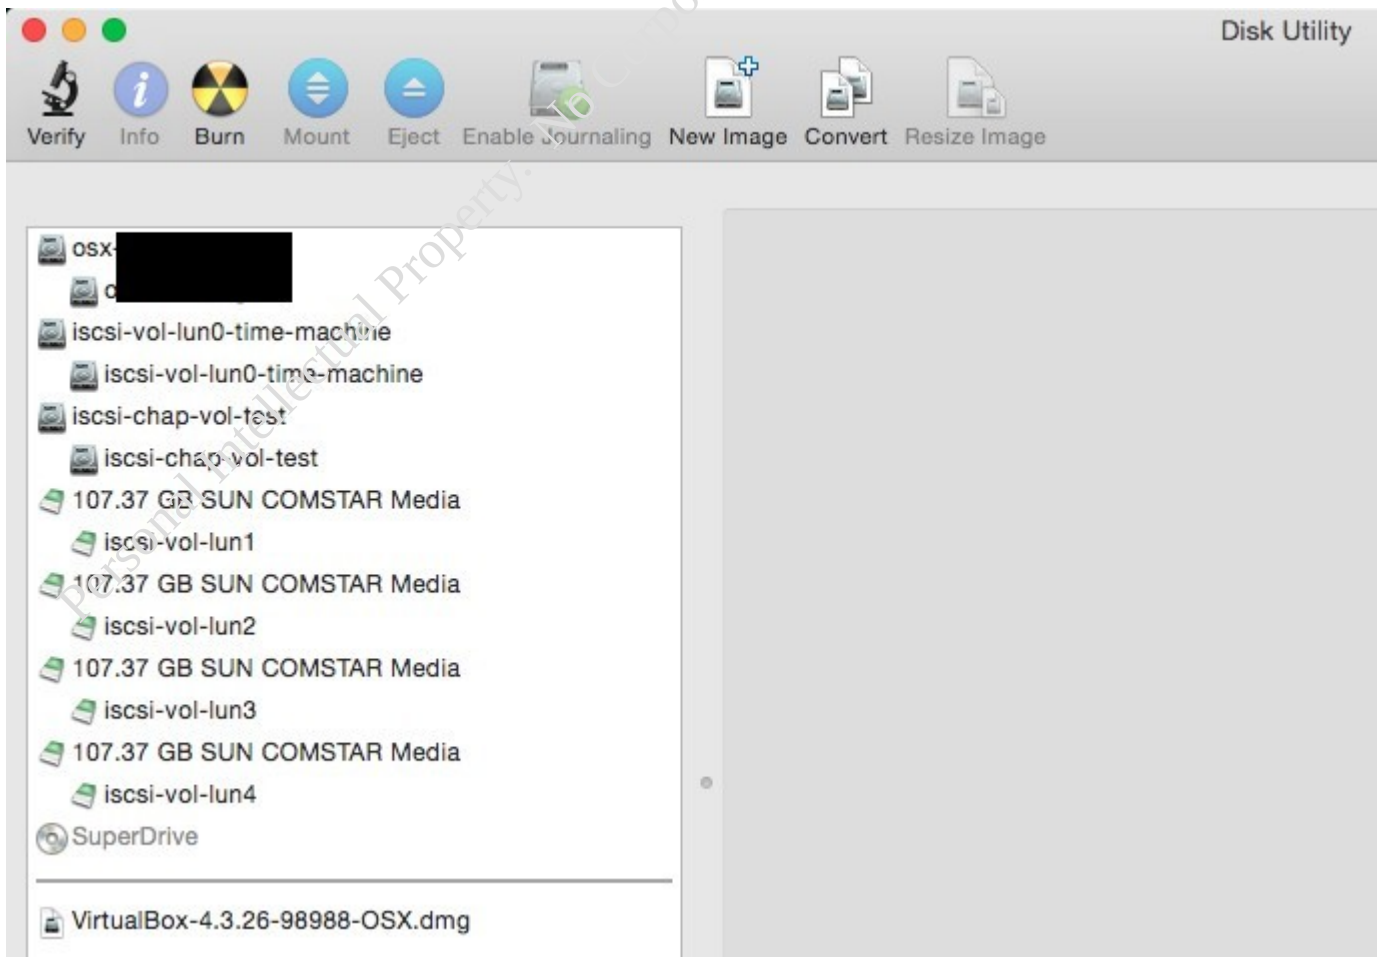 Disk Utility
Verify Info Burn Mount Eject Enable Journaling New Image Convert Resize Image
osx-
iscsi-vol-lun0-time-machine
iscsi-vol-lun0-time-machine
iscsi-chap-vol-test
iscsi-chap-vol-test
107.37 GB SUN COMSTAR Media
iscsi-vol-lun1
107.37 GB SUN COMSTAR Media
iscsi-vol-lun2
107.37 GB SUN COMSTAR Media
iscsi-vol-lun3
107.37 GB SUN COMSTAR Media
iscsi-vol-lun4
SuperDrive
VirtualBox-4.3.26-98988-OSX.dmg
Personal Intellectual Property. No